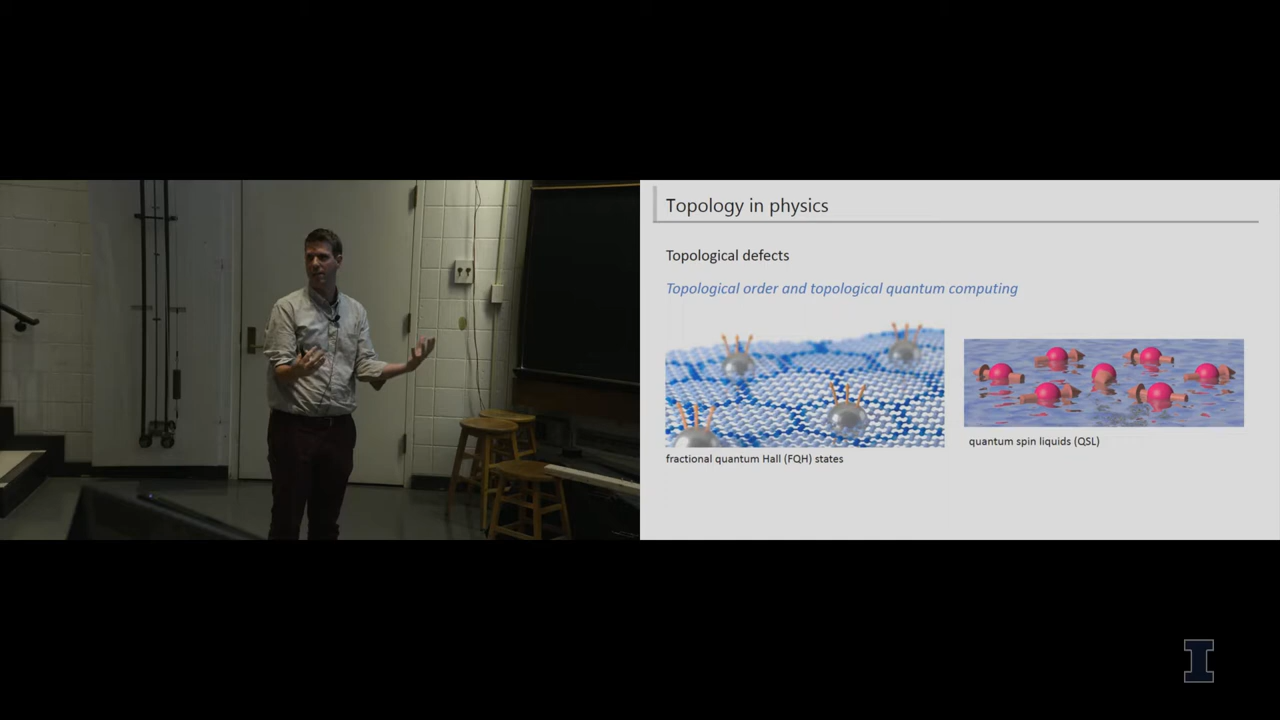 Topology in physics
Topological defects
Topological order and topological quantum computing
fractional quantum Hall (FQH) states
quantum spin liquids (QSL)
I